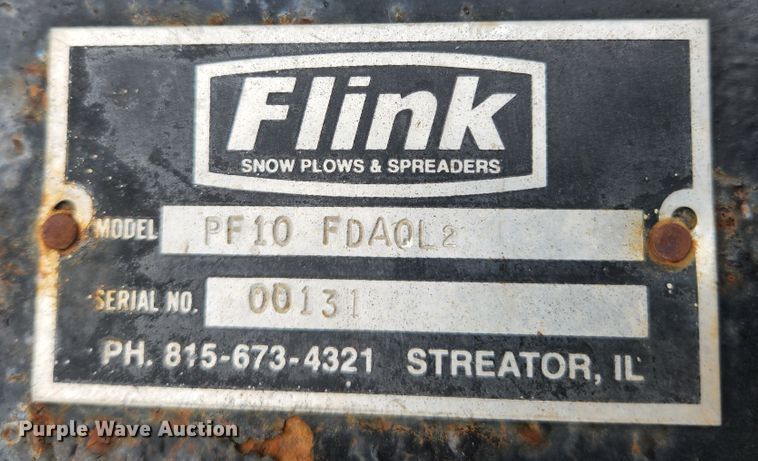 Flink
SNOW PLOWS & SPREADERS
MODEL PF10 FDAQL2
SERIAL NO. 00131
PH. 815-673-4321 STREATOR, IL
Purple Wave Auction